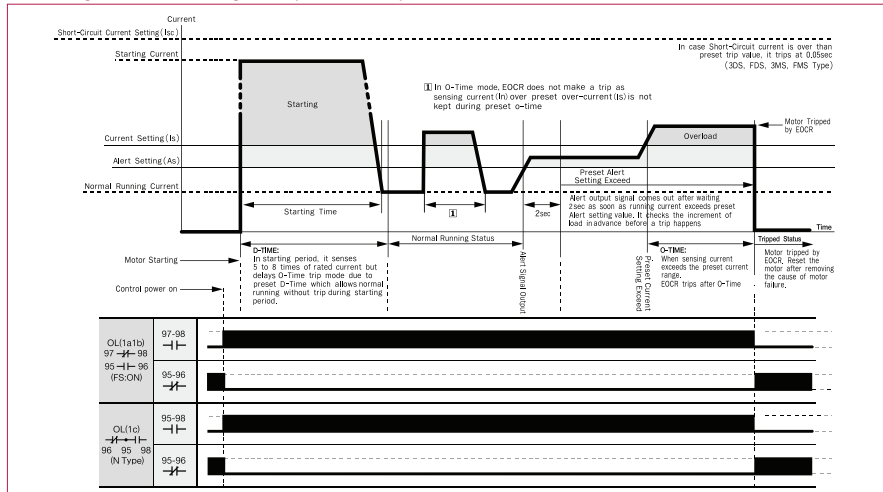 Current
Short-Circuit Current Setting(Isc)
In case Short-Circuit current is over than
preset trip value, it trips at 0.05sec
(3DS, FDS, 3MS, FMS Type)
Starting Current
Starting
1 In O-Time mode, EOCR does not make a trip as
sensing current(In) over preset over-current(Is) is not
kept during preset o-time
Motor Tripped
by EOCR
Current Setting(Is)
Overload
Alert Setting(As)
Preset Alert
Setting Exceed
Normal Running Current
Starting Time
1
2sec
Alert output signal comes out after waiting
2sec as soon as running current exceeds preset
Alert setting value. It checks the increment of
load in advance before a trip happens
Time
Normal Running Status
Tripped Status
D-TIME:
In starting period, it senses
5 to 8 times of rated current but
delays O-Time trip mode due to
preset D-Time which allows normal
running without trip during starting
period.
Alert Signal Output
Preset Current
Setting Exceed
O-TIME:
When sensing current
exceeds the preset current
range.
EOCR trips after O-Time
Motor tripped by
EOCR, Reset the
motor after removing
the cause of motor
failure.
Motor Starting
Control power on
OL(1a1b)
97 98
95 96
(FS:ON)
97-98
95-96
OL(1c)
96 95 98
(N Type)
95-98
95-96